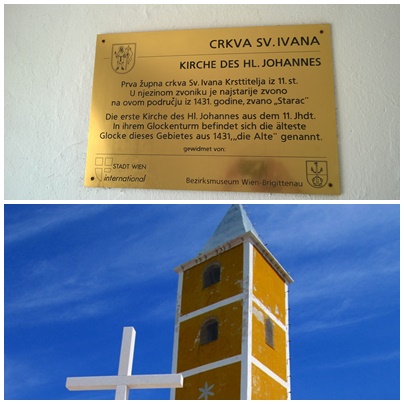 CRKVA SV. IVANA
KIRCHE DES HL. JOHANNES
Prva župna crkva Sv. Ivana Krsttitelja iz 11. st.
U njezinom zvoniku je najstarije zvono
na ovom području iz 1431. godine, zvano „Starac"
Die erste Kirche des Hl. Johannes aus dem 11. Jhdt.
In ihrem Glockenturm befindet sich die älteste
Glocke dieses Gebietes aus 1431,„die Alte" genannt.
gewidmet von:
STADT WIEN
international
Bezirksmuseum Wien-Brigittenau